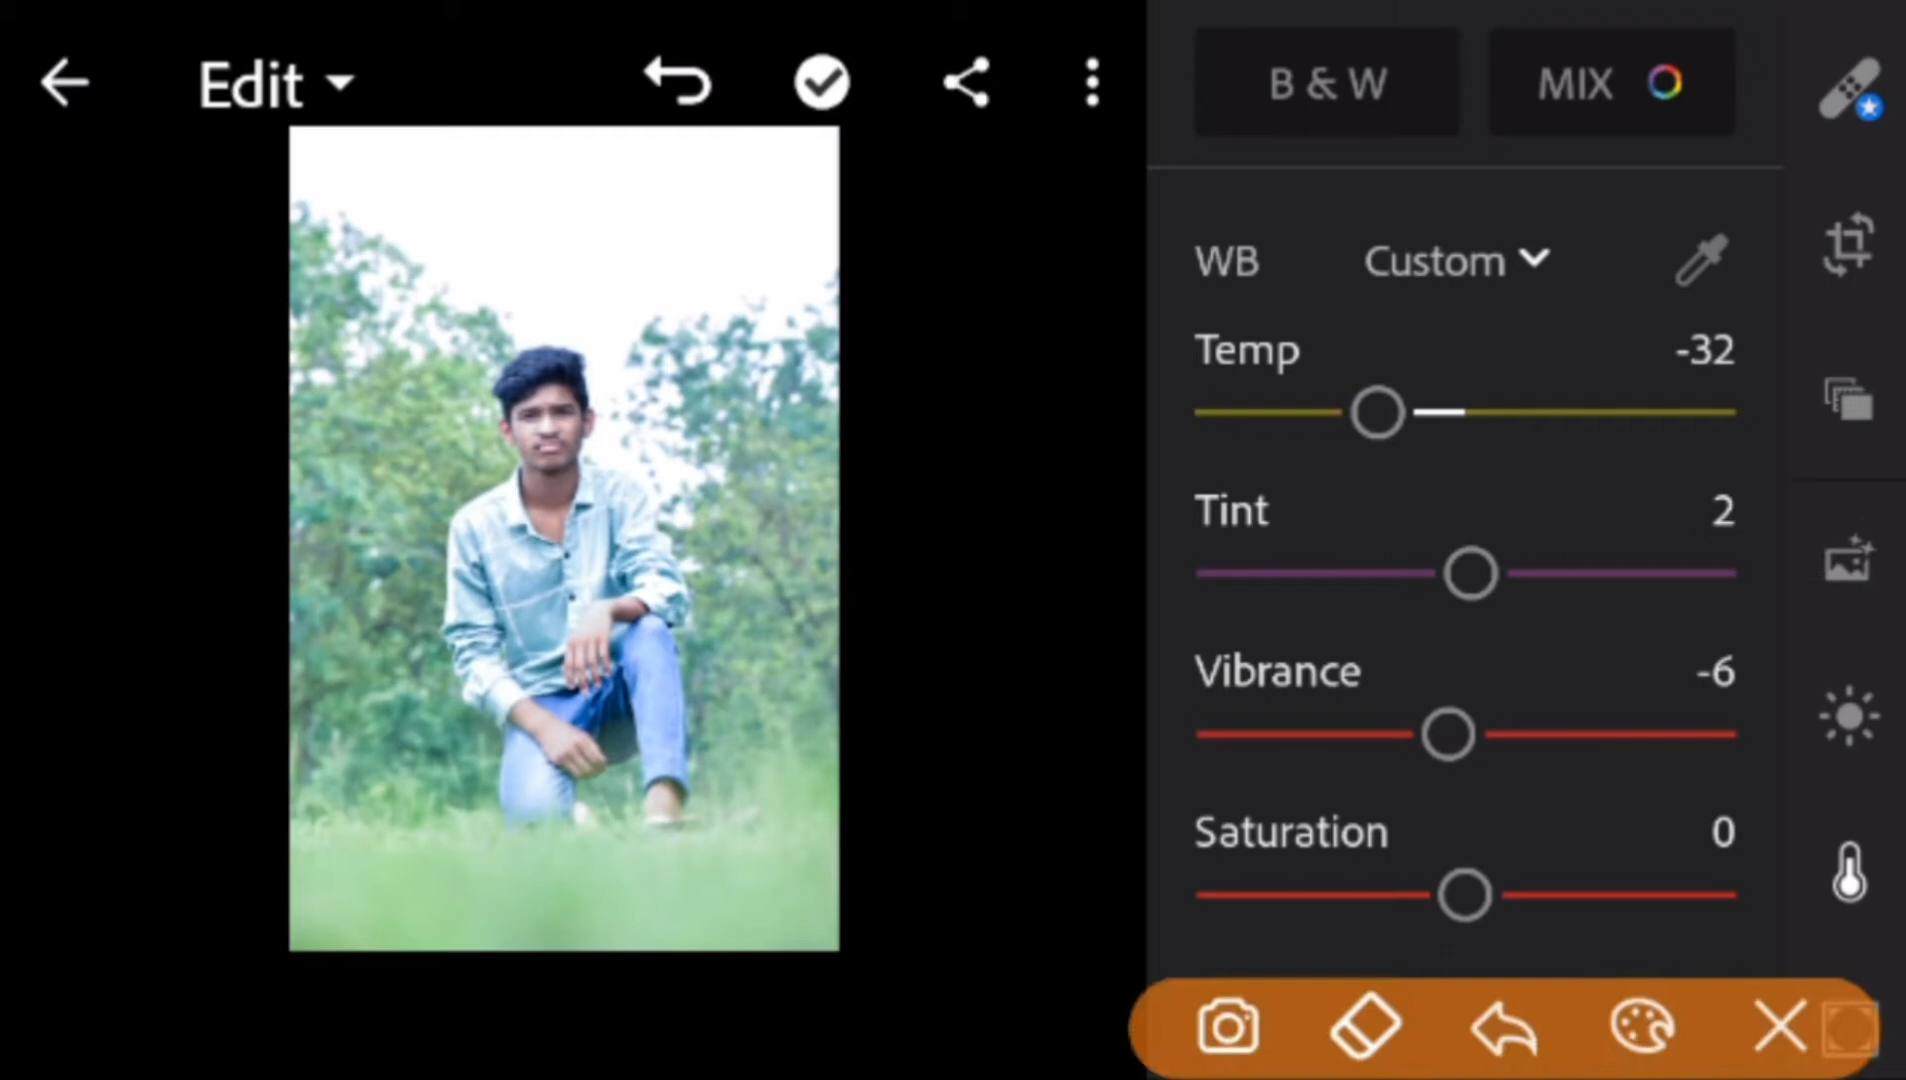 Edit
B & W
MIX
WB
Custom
Temp
-32
Tint
2
Vibrance
-6
Saturation
0